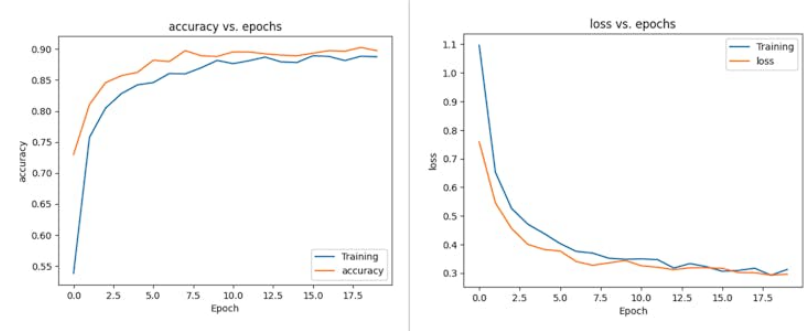 accuracy vs. epochs
accuracy
0.90
0.85
0.80
0.75
0.70
0.65
0.60
0.55
Training
accuracy
0.0 2.5 5.0 7.5 10.0 12.5 15.0 17.5
Epoch
loss vs. epochs
loss
1.1
1.0
0.9
0.8
0.7
0.6
0.5
0.4
0.3
Training
loss
0.0 2.5 5.0 7.5 10.0 12.5 15.0 17.5
Epoch